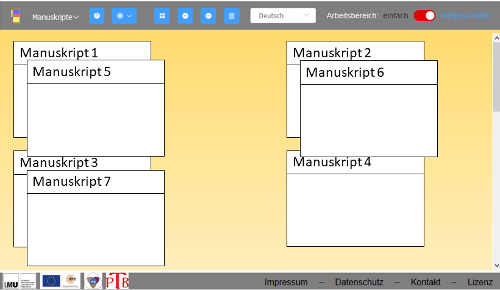 Manuskripte
Deutsch
Arbeitsbereich einfach
Manuskript 1
Manuskript 2
Manuskript 5
Manuskript 6
Manuskript 3
Manuskript 4
Manuskript 7
LMU
PTB
Impressum – Datenschutz – Kontakt – Lizenz